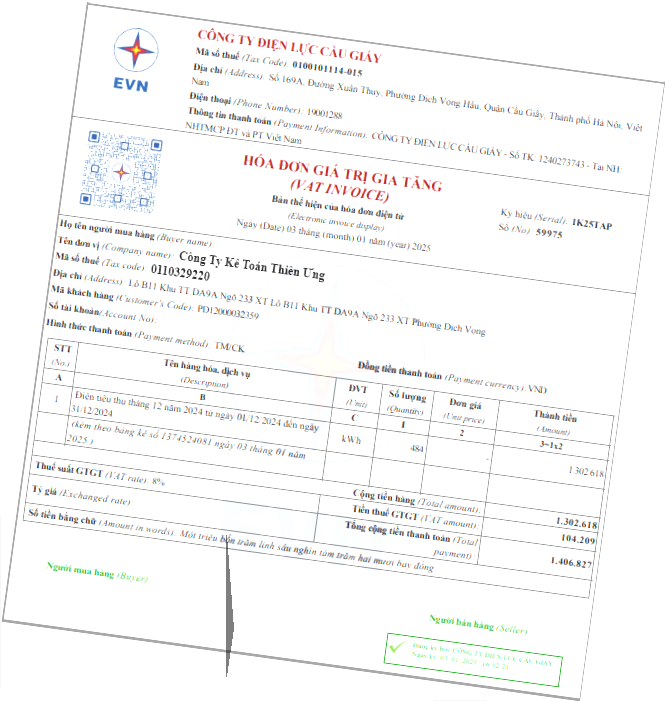 EVN
CÔNG TY ĐIỆN LỰC CẦU GIẤY
Mã số thuế (Tax Code): 0100101114-015
Địa chỉ (Address): Số 169A, Đường Xuân Thuỷ, Phường Dịch Vọng Hậu, Quận Cầu Giấy, Thành phố Hà Nội, Việt
Nam
Điện thoại (Phone Number): 19001288
Thông tin thanh toán (Payment Information): CÔNG TY ĐIỆN LỰC CẦU GIẤY - Số TK: 1240273743 - Tại NH
NHTMCP ĐT và PT Việt Nam
HÓA ĐƠN GIÁ TRỊ GIA TĂNG
(VAT INVOICE)
Bản thể hiện của hóa đơn điện tử
(Electronic invoice display)
Ngày (Date) 03 tháng (month) 01 năm (year) 2025
Ký hiệu (Serial): 1K25TAP
Số (No): 59975
Họ tên người mua hàng (Buyer name):
Tên đơn vị (Company name): Công Ty Kế Toán Thiên Ưng
Mã số thuế (Tax code): 0110329220
Địa chỉ (Address): Lô B11 Khu TT DA9A Ngõ 233 XT Lô B11 Khu TT DA9A Ngõ 233 XT Phường Dịch Vọng
Mã khách hàng (Customer's Code): PD12000032359
Số tài khoản(Account No):
Hình thức thanh toán (Payment method): TM/CK
Đồng tiền thanh toán (Payment currency): VND
STT (No.) Tên hàng hóa, dịch vụ (Description) ĐVT (Unit) Số lượng (Quantity) Đơn giá (Unit price) Thành tiền (Amount)
A B C 1 2 3=1x2
1 Điện tiêu thụ tháng 12 năm 2024 từ ngày 01/12/2024 đến ngày
31/12/2024 kWh 484 - 1.302.618
(kèm theo bảng kê số 1374524081 ngày 03 tháng 01 năm
2025 )
Cộng tiền hàng (Total amount): 1.302.618
Thuế suất GTGT (VAT rate): 8% Tiền thuế GTGT (VAT amount): 104.209
Tỷ giá (Exchanged rate): Tổng cộng tiền thanh toán (Total
payment): 1.406.827
Số tiền bằng chữ (Amount in words): Một triệu bốn trăm linh sáu nghìn tám trăm hai mươi bảy đồng
Người mua hàng (Buyer)
Người bán hàng (Seller)
Được ký bởi: CÔNG TY ĐIỆN LỰC CẦU GIẤY